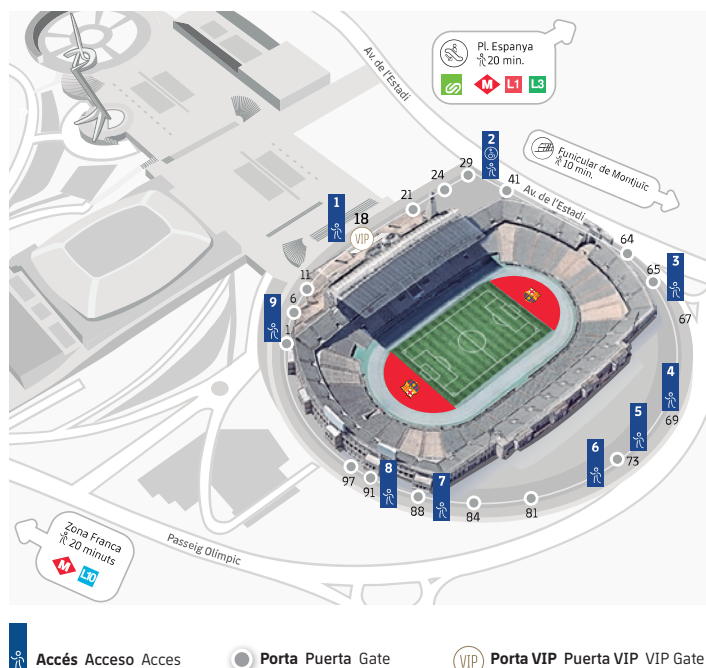 Av. de l'Estadi
Pl. Espanya
20 min.
M L1 L3
Funicular de Montjuïc
10 min.
Av. de l'Estadi
2
29
24
41
21
1
18
VIP
64
3
65
11
9
6
67
1
4
5
69
6
73
8
97
91
7
88
84
81
Zona Franca
20 minuts
M L10
Passeig Olímpic
Accés Acceso Acces
Porta Puerta Gate
VIP Porta VIP Puerta VIP VIP Gate